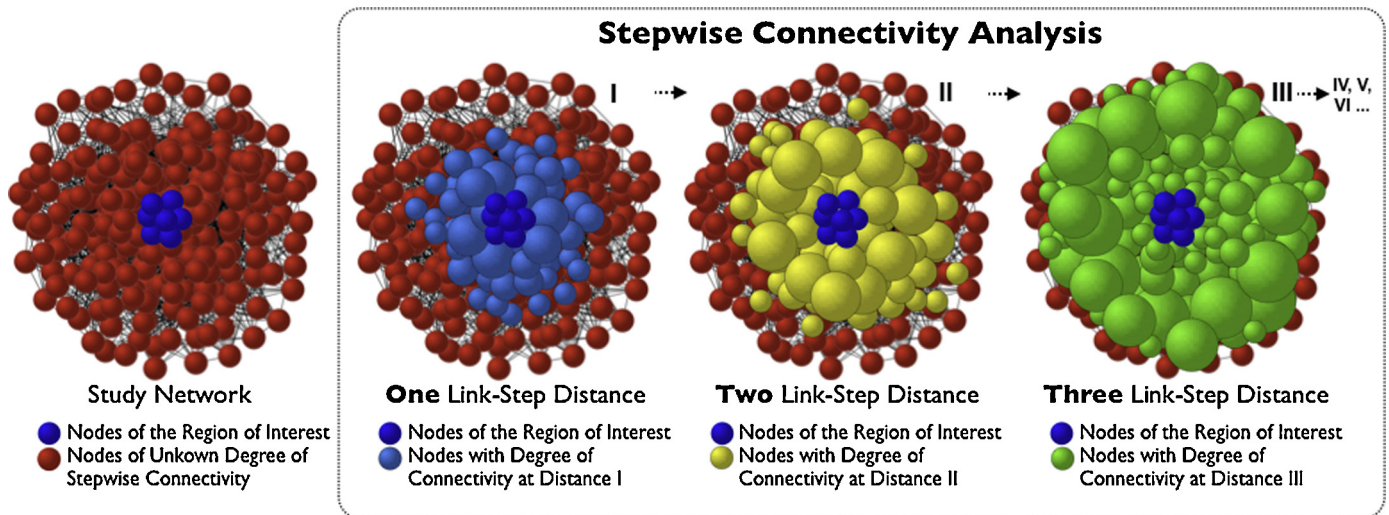 Stepwise Connectivity Analysis
I
II
III
IV, V,
VI ...
Study Network
One Link-Step Distance
Two Link-Step Distance
Three Link-Step Distance
Nodes of the Region of Interest
Nodes of Unkown Degree of
Stepwise Connectivity
Nodes of the Region of Interest
Nodes with Degree of
Connectivity at Distance I
Nodes of the Region of Interest
Nodes with Degree of
Connectivity at Distance II
Nodes of the Region of Interest
Nodes with Degree of
Connectivity at Distance III